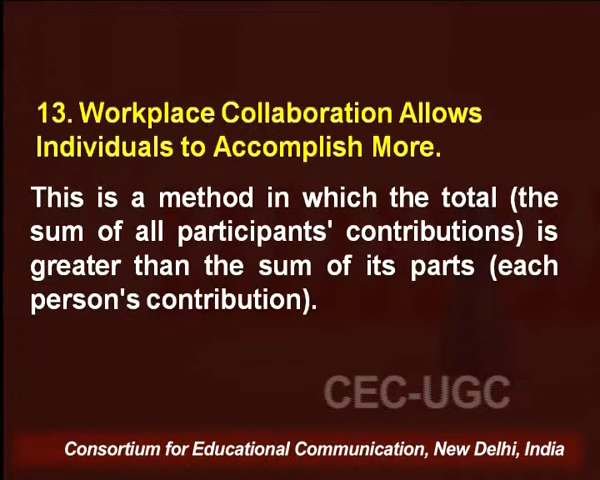 13. Workplace Collaboration Allows
Individuals to Accomplish More.
This is a method in which the total (the
sum of all participants' contributions) is
greater than the sum of its parts (each
person's contribution).
CEC-UGC
Consortium for Educational Communication, New Delhi, India